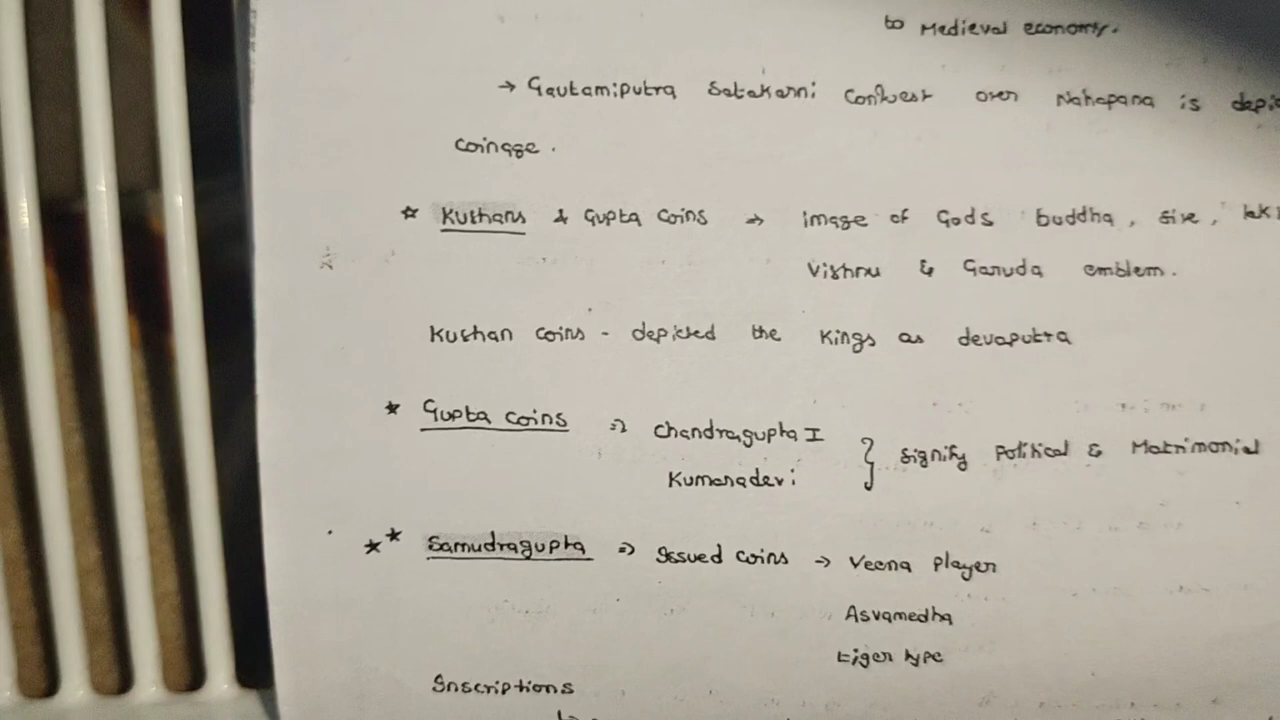 to Medieval economy.
→ Gautamiputra Satakarni Conquest over Nahapana is
coinage.
☆ Kushans & Gupta Coins → image of Gods buddha, Sive,
Vishnu & Garuda emblem.
Kushan coins - depicted the Kings as devaputra
★ Gupta coins ⇒ Chandragupta I } Signify Political & Matrimonial
Kumaradevi
★★ Samudragupta ⇒ Issued coins → Veena Player
Asvamedha
tiger type
Inscriptions